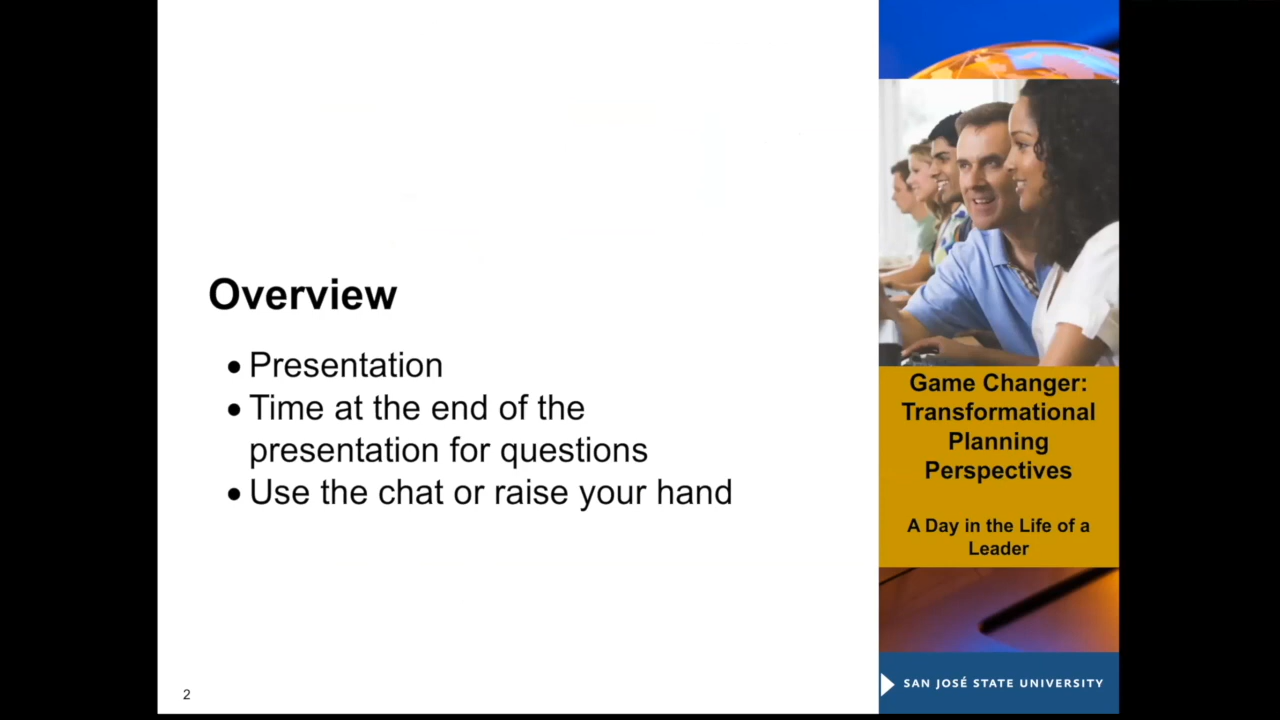 Overview
• Presentation
• Time at the end of the
presentation for questions
• Use the chat or raise your hand
2
Game Changer:
Transformational
Planning
Perspectives
A Day in the Life of a
Leader
SAN JOSÉ STATE UNIVERSITY